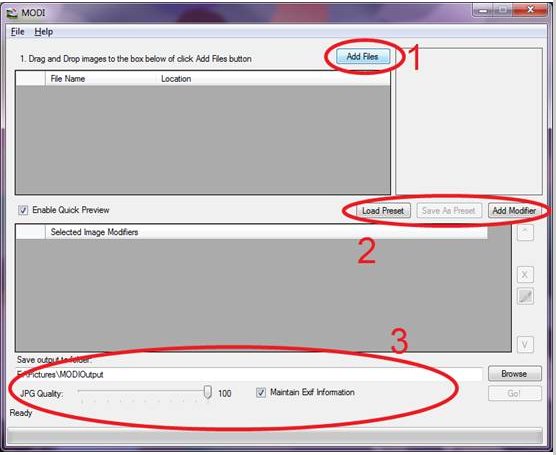 MODI
File Help
1. Drag and Drop images to the box below of click Add Files button
Add Files
1
File Name Location
Enable Quick Preview
Load Preset Save As Preset Add Modifier
2
Selected Image Modifiers
^
X
V
3
Save output to folder:
E:\Pictures\MODIOutput
Browse
JPG Quality: 100 Maintain Exif Information
Go!
Ready